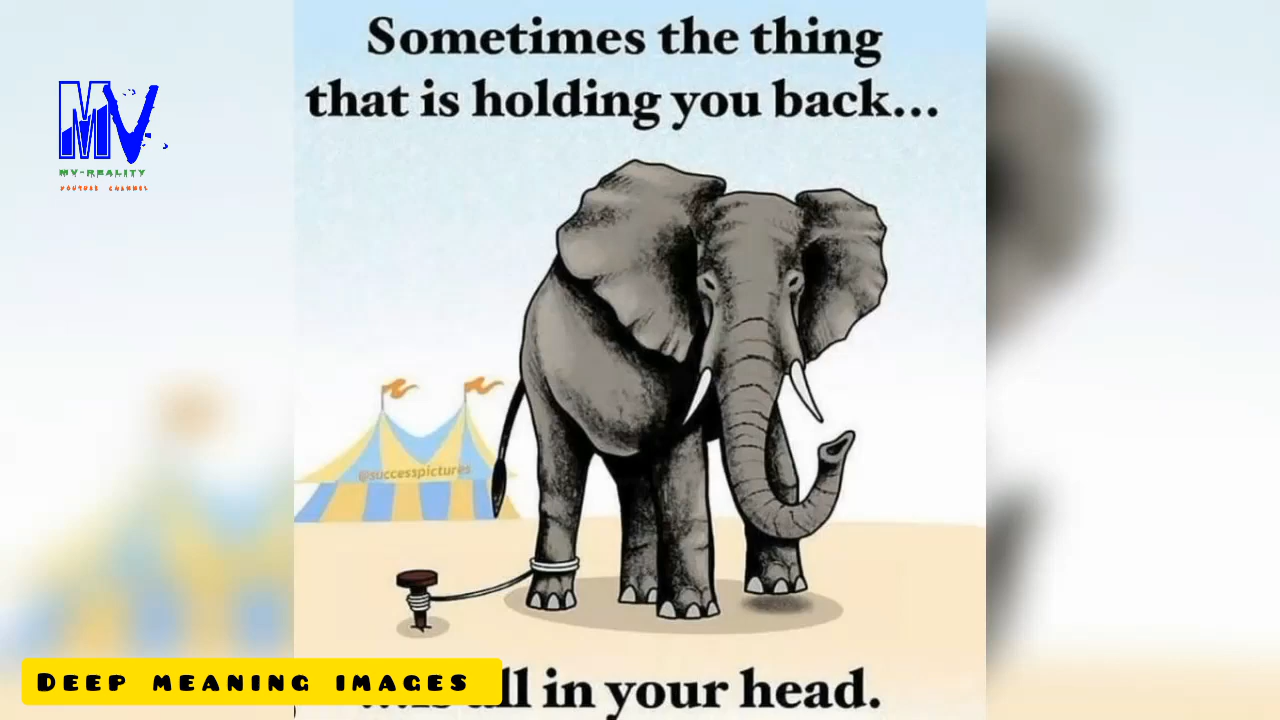 Sometimes the thing
that is holding you back...
MV
MV-REALITY
YOUTUBE CHANNEL
@successpictures
DEEP MEANING IMAGES
in your head.